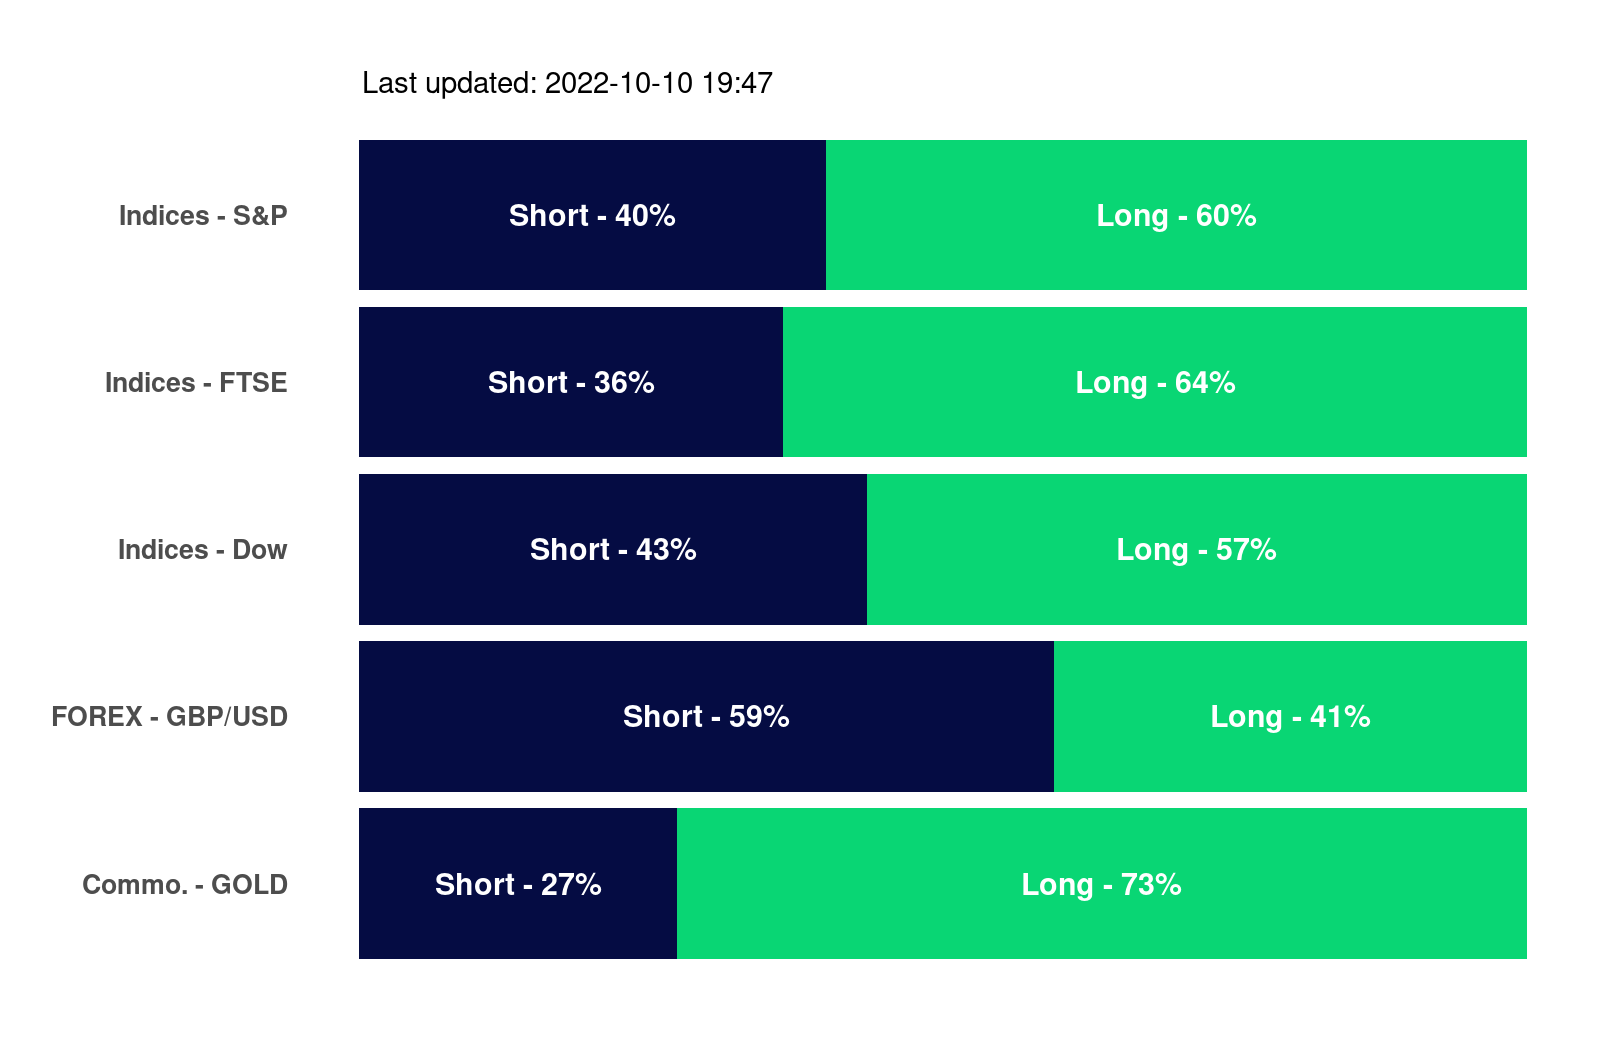 Last updated: 2022-10-10 19:47
Indices - S&P Short - 40% Long - 60%
Indices - FTSE Short - 36% Long - 64%
Indices - Dow Short - 43% Long - 57%
FOREX - GBP/USD Short - 59% Long - 41%
Commo. - GOLD Short - 27% Long - 73%